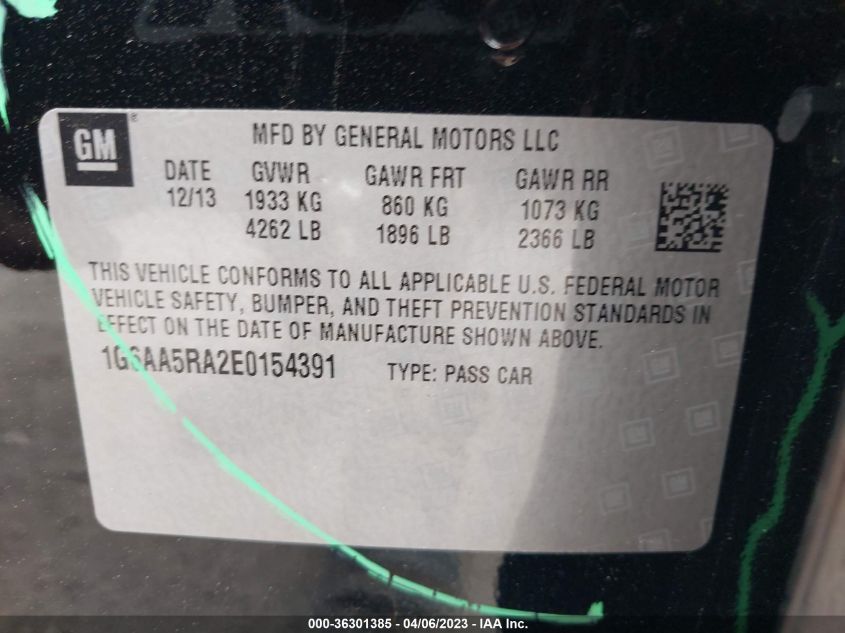 GM®
MFD BY GENERAL MOTORS LLC
DATE GVWR GAWR FRT GAWR RR
12/13 1933 KG 860 KG 1073 KG
4262 LB 1896 LB 2366 LB
THIS VEHICLE CONFORMS TO ALL APPLICABLE U.S. FEDERAL MOTOR
VEHICLE SAFETY, BUMPER, AND THEFT PREVENTION STANDARDS IN
EFFECT ON THE DATE OF MANUFACTURE SHOWN ABOVE.
1G6AA5RA2E0154391 TYPE: PASS CAR
000-36301385 - 04/06/2023 - IAA Inc.